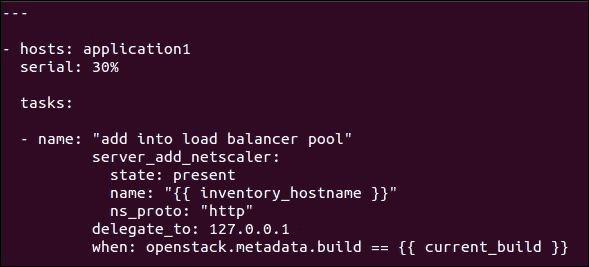 ---
- hosts: application1
  serial: 30%
  tasks:
  - name: "add into load balancer pool"
          server_add_netscaler:
            state: present
            name: "{{ inventory_hostname }}"
            ns_proto: "http"
          delegate_to: 127.0.0.1
          when: openstack.metadata.build == {{ current_build }}